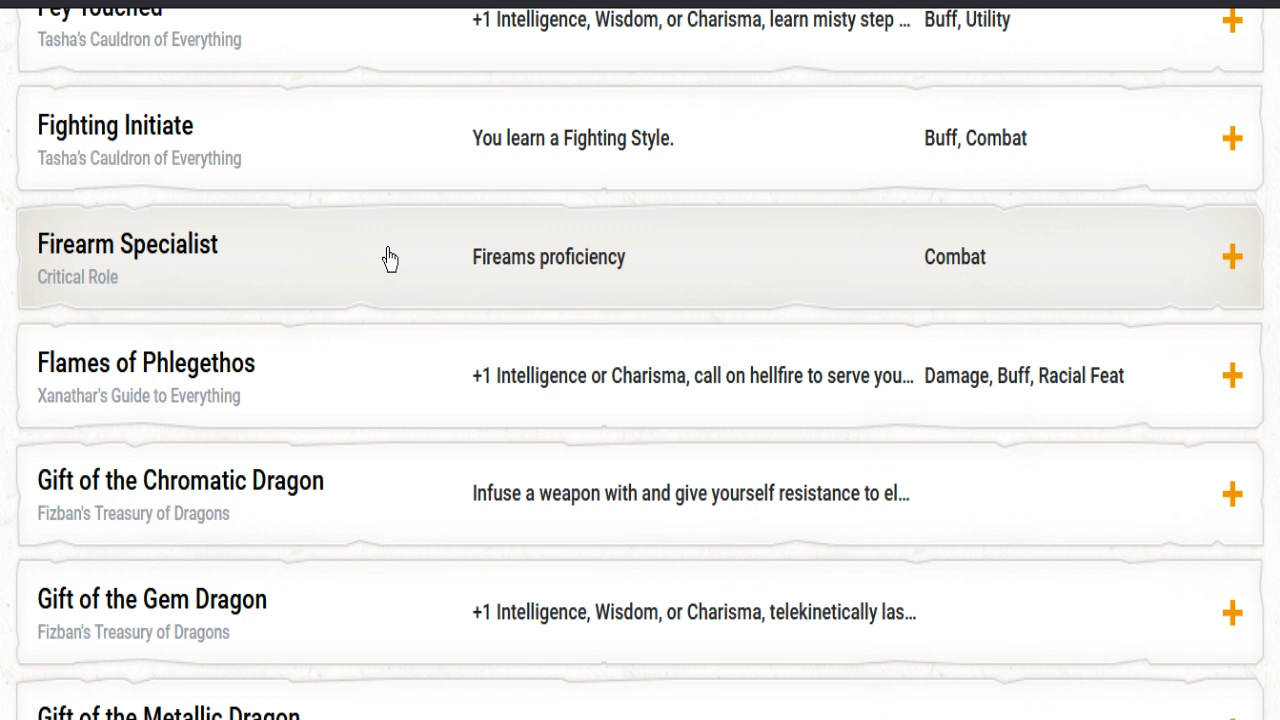 Fey Touched
+1 Intelligence, Wisdom, or Charisma, learn misty step ...
Buff, Utility
Tasha's Cauldron of Everything
Fighting Initiate
You learn a Fighting Style.
Buff, Combat
Tasha's Cauldron of Everything
Firearm Specialist
Fireams proficiency
Combat
Critical Role
Flames of Phlegethos
+1 Intelligence or Charisma, call on hellfire to serve you...
Damage, Buff, Racial Feat
Xanathar's Guide to Everything
Gift of the Chromatic Dragon
Infuse a weapon with and give yourself resistance to el...
Fizban's Treasury of Dragons
Gift of the Gem Dragon
+1 Intelligence, Wisdom, or Charisma, telekinetically las...
Fizban's Treasury of Dragons
Gift of the Metallic Dragon